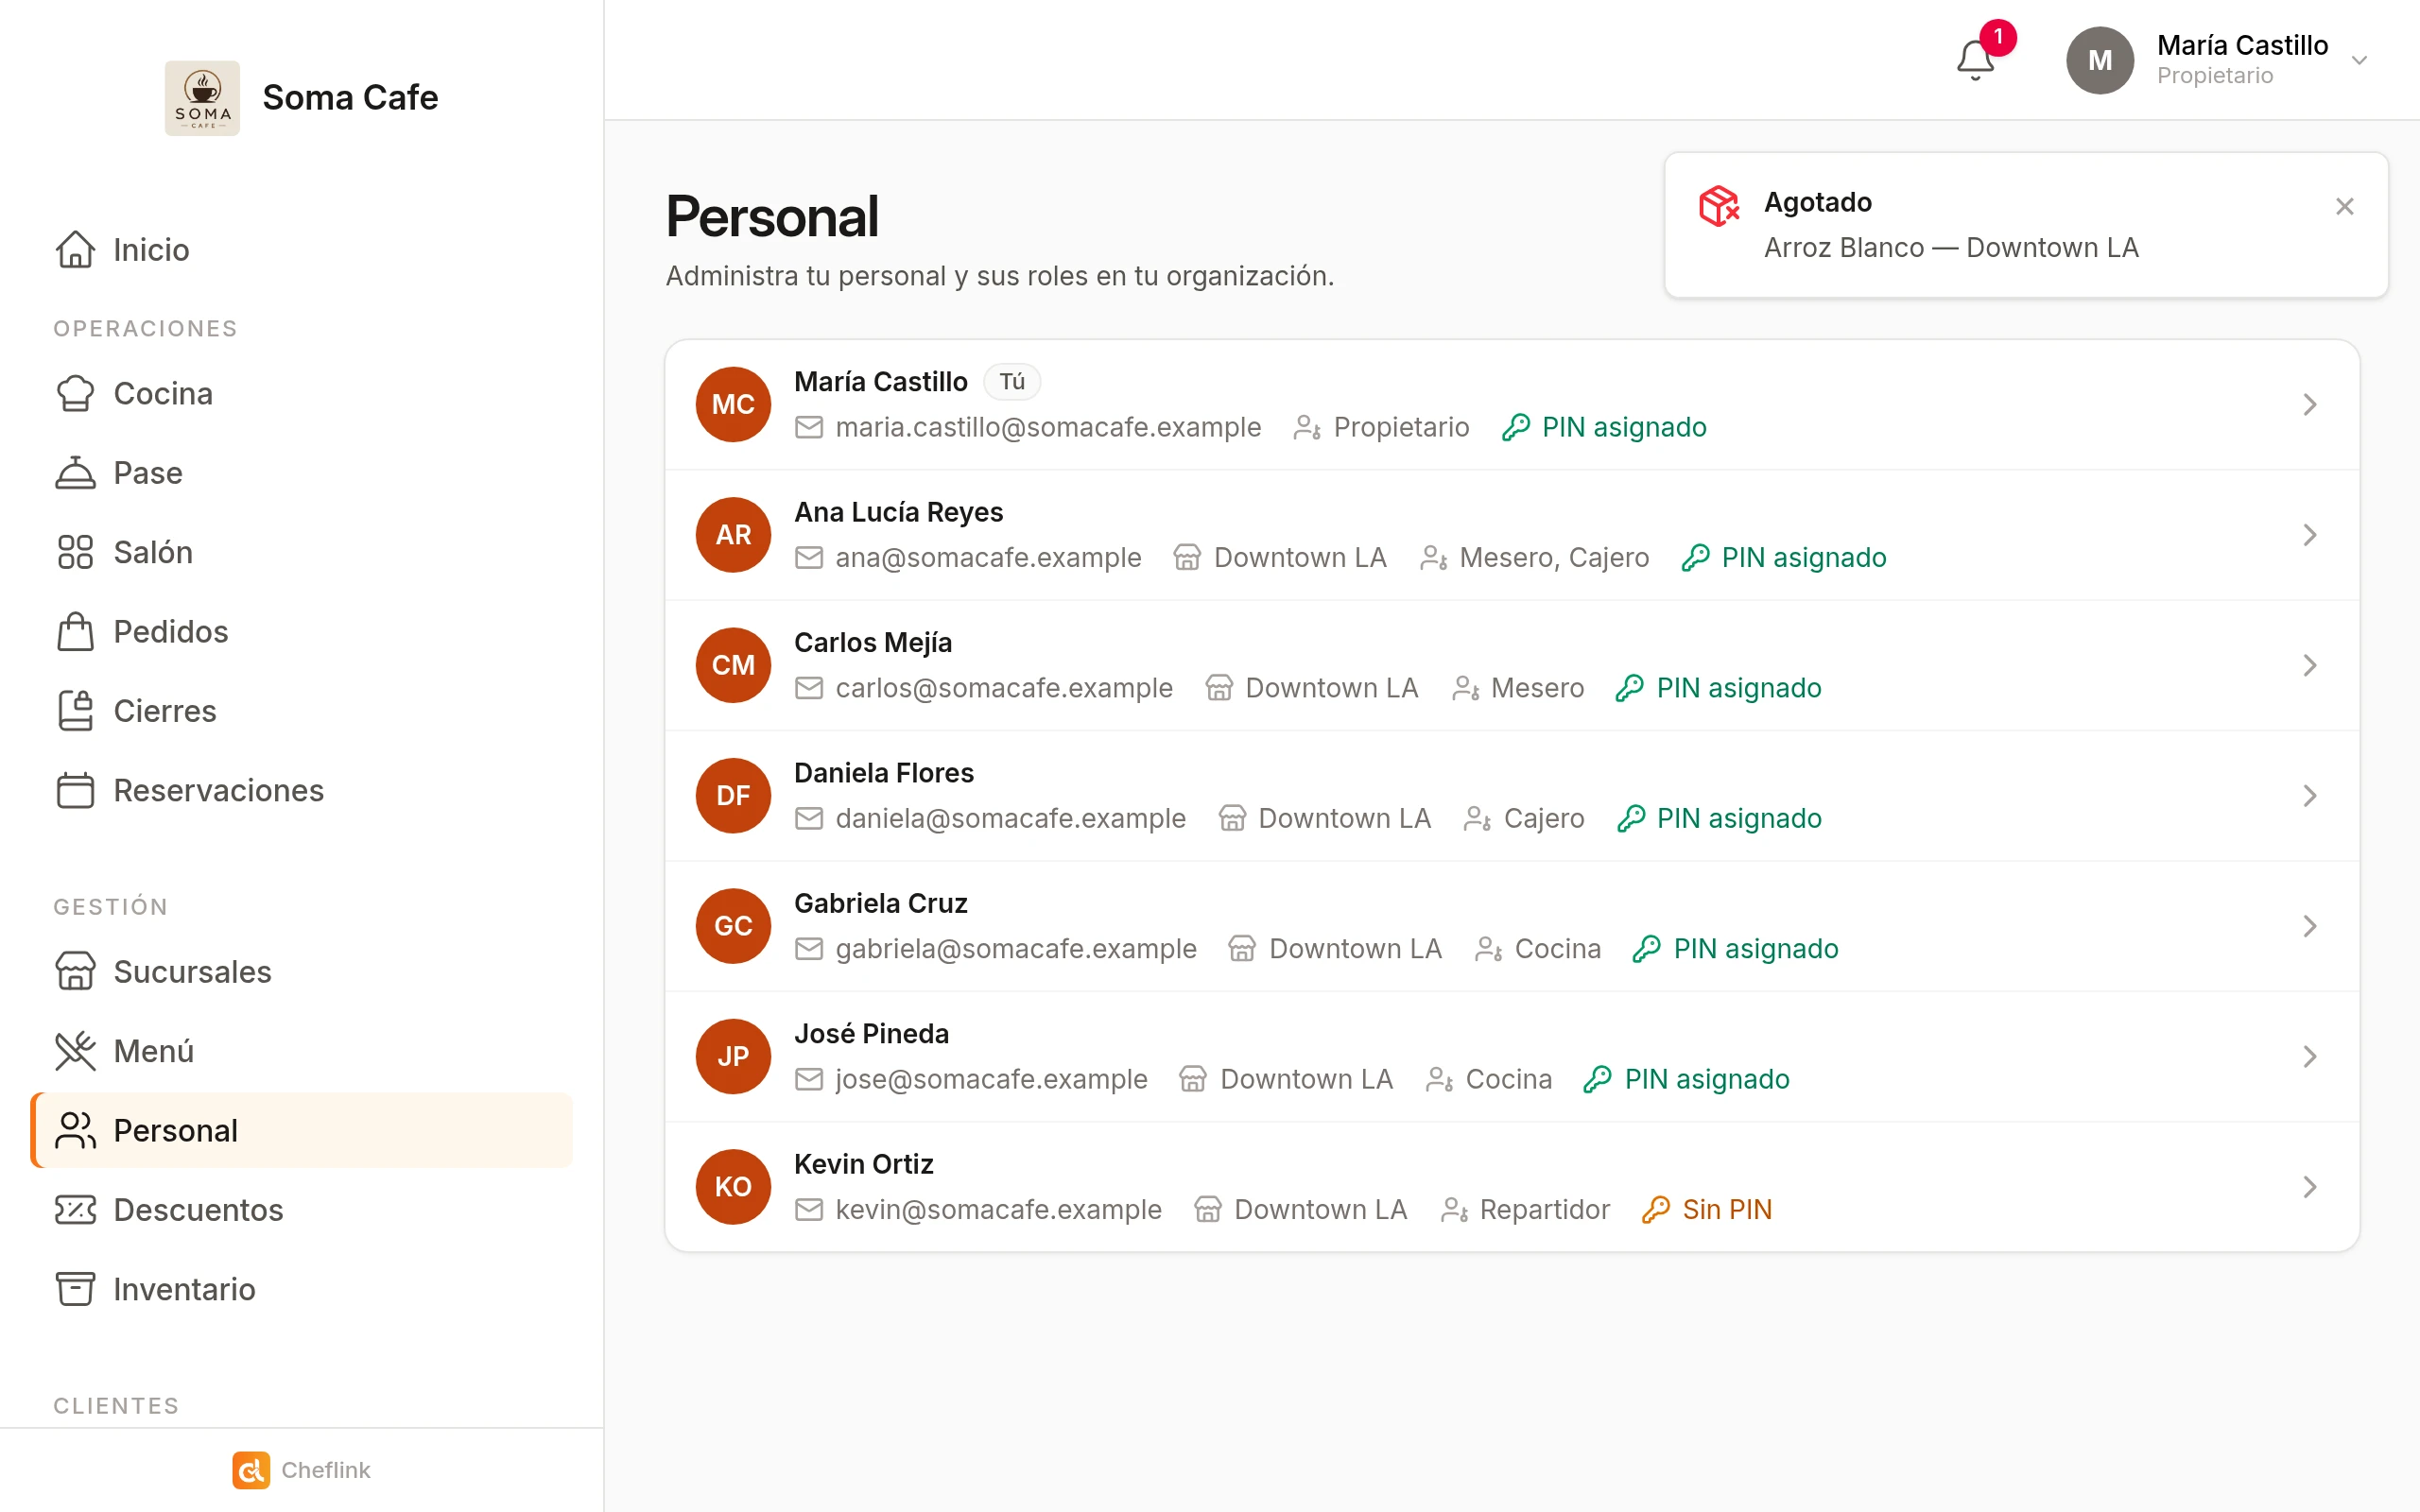 SOMA
CAFE
Soma Cafe
Inicio
OPERACIONES
Cocina
Pase
Salón
Pedidos
Cierres
Reservaciones
GESTIÓN
Sucursales
Menú
Personal
Descuentos
Inventario
CLIENTES
Cheflink
1
M
María Castillo
Propietario
Agotado
Arroz Blanco — Downtown LA
Personal
Administra tu personal y sus roles en tu organización.
MC
María Castillo Tú
maria.castillo@somacafe.example Propietario PIN asignado
AR
Ana Lucía Reyes
ana@somacafe.example Downtown LA Mesero, Cajero PIN asignado
CM
Carlos Mejía
carlos@somacafe.example Downtown LA Mesero PIN asignado
DF
Daniela Flores
daniela@somacafe.example Downtown LA Cajero PIN asignado
GC
Gabriela Cruz
gabriela@somacafe.example Downtown LA Cocina PIN asignado
JP
José Pineda
jose@somacafe.example Downtown LA Cocina PIN asignado
KO
Kevin Ortiz
kevin@somacafe.example Downtown LA Repartidor Sin PIN